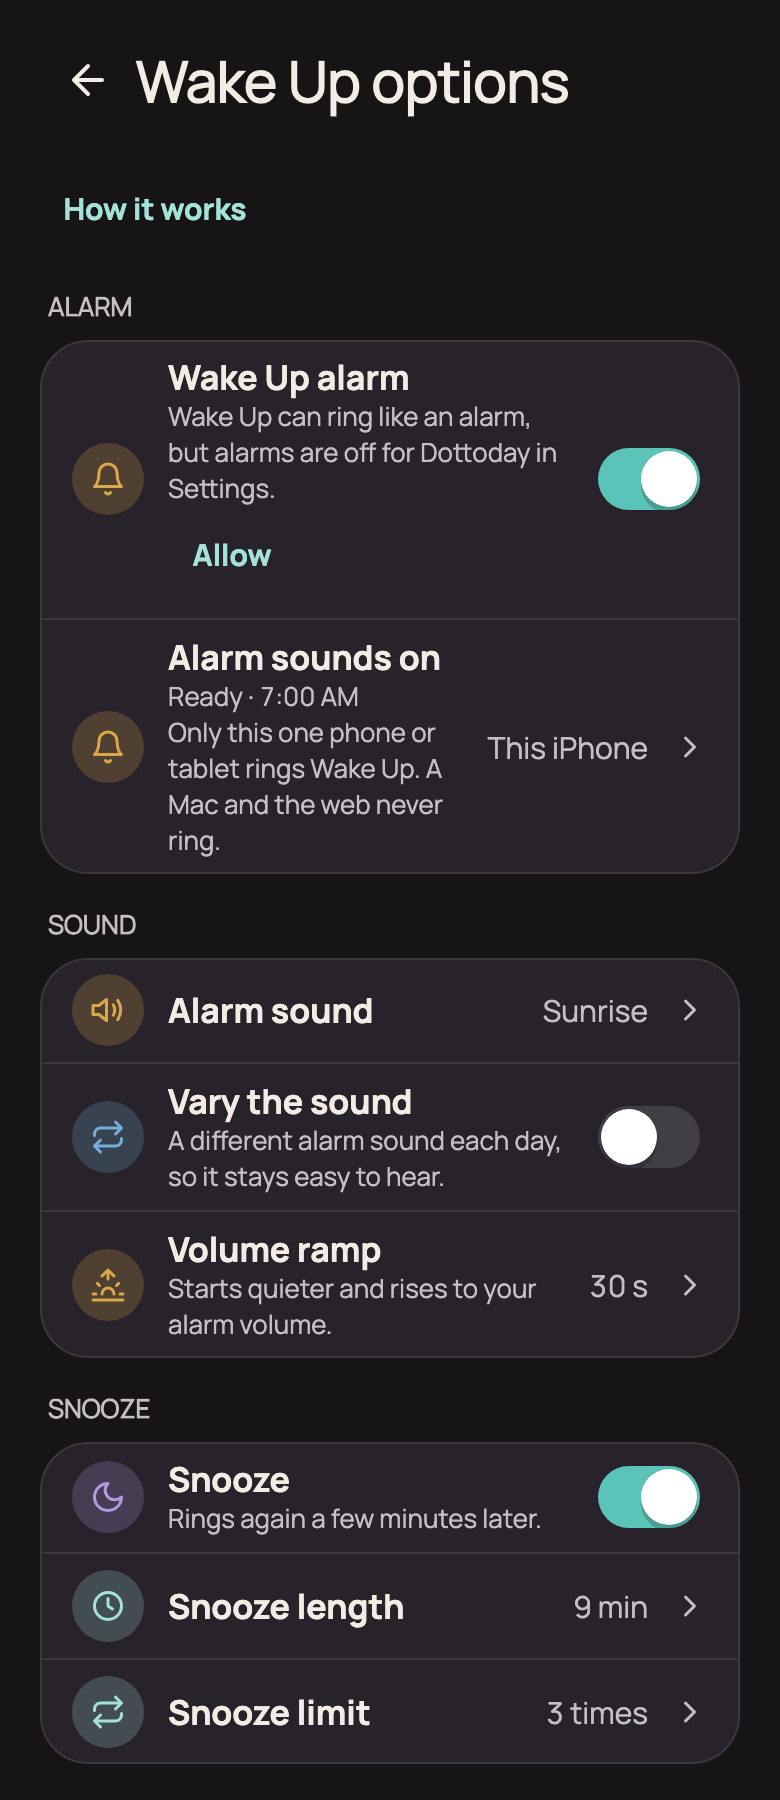 Wake Up options
How it works
ALARM
Wake Up alarm
Wake Up can ring like an alarm,
but alarms are off for Dottoday in
Settings.
Allow
Alarm sounds on
Ready · 7:00 AM
Only this one phone or
tablet rings Wake Up. A
Mac and the web never
ring.
This iPhone
SOUND
Alarm sound
Sunrise
Vary the sound
A different alarm sound each day,
so it stays easy to hear.
Volume ramp
Starts quieter and rises to your
alarm volume.
30 s
SNOOZE
Snooze
Rings again a few minutes later.
Snooze length
9 min
Snooze limit
3 times